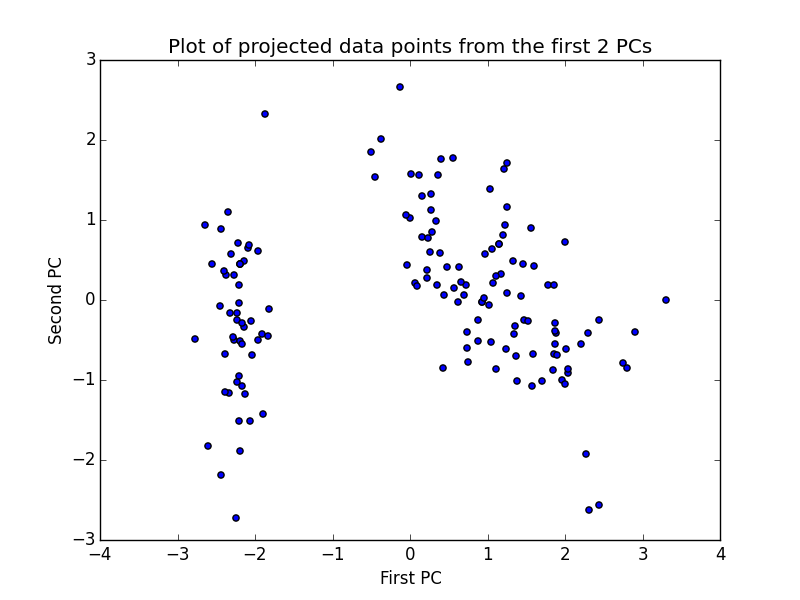 Plot of projected data points from the first 2 PCs
3
2
1
0
−1
−2
−3
Second PC
−4 −3 −2 −1 0 1 2 3 4
First PC